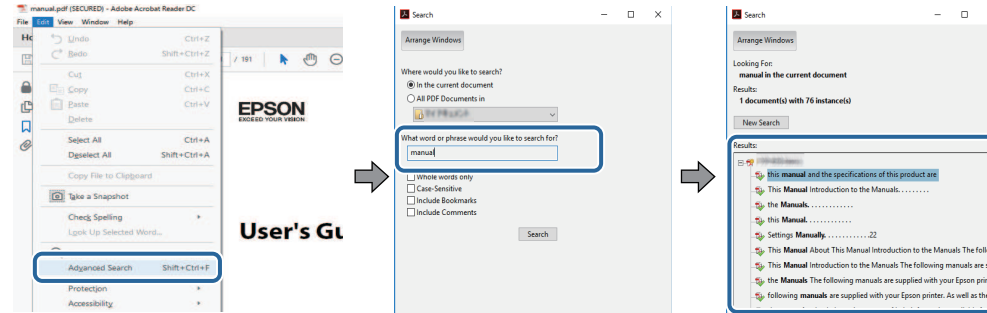 manual.pdf (SECURED) - Adobe Acrobat Reader DC
File Edit View Window Help
Undo Ctrl+Z
Redo Shift+Ctrl+Z
Cut Ctrl+X
Copy Ctrl+C
Paste Ctrl+V
Delete
Select All Ctrl+A
Deselect All Shift+Ctrl+A
Copy File to Clipboard
Take a Snapshot
Check Spelling
Look Up Selected Word...
Advanced Search Shift+Ctrl+F
Protection
Accessibility
/ 191
EPSON
EXCEED YOUR VISION
User's Gu
Search
Arrange Windows
Where would you like to search?
In the current document
All PDF Documents in
What word or phrase would you like to search for?
manual
Whole words only
Case-Sensitive
Include Bookmarks
Include Comments
Search
Search
Arrange Windows
Looking For:
manual in the current document
Results:
1 document(s) with 76 instance(s)
New Search
Results:
this manual and the specifications of this product are
This Manual Introduction to the Manuals. . . . . . . . .
the Manuals. . . . . . . . . . . .
this Manual. . . . . . . . . . . .
Settings Manually. . . . . . . . . . . .22
This Manual About This Manual Introduction to the Manuals The foll
This Manual Introduction to the Manuals The following manuals are s
the Manuals The following manuals are supplied with your Epson prin
following manuals are supplied with your Epson printer. As well as the